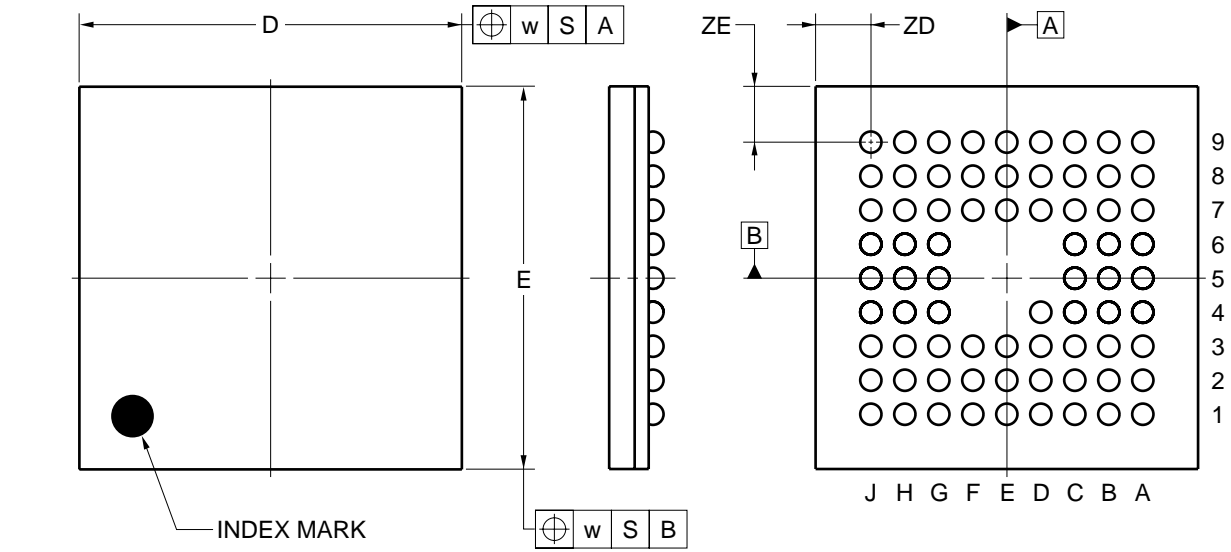 D
⌖ w S A
ZE
ZD
A
9
8
7
B
6
E
5
4
3
2
1
J H G F E D C B A
INDEX MARK
⌖ w S B